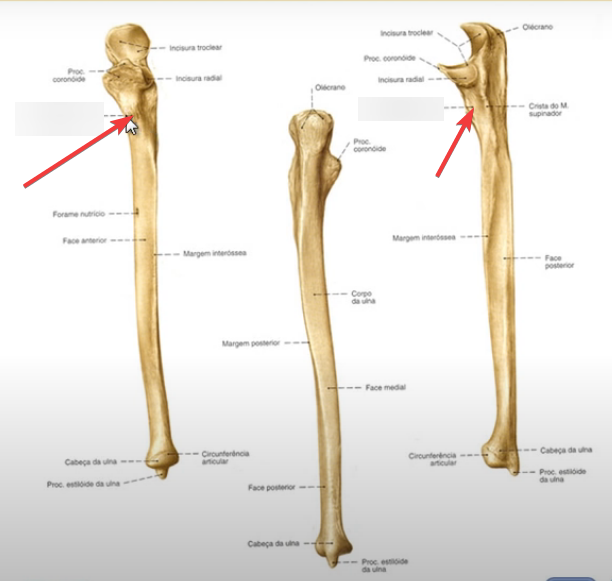 Incisura troclear
Proc.
coronóide
Incisura radial
Forame nutrício
Face anterior
Margem interóssea
Cabeça da ulna
Circunferência
articular
Proc. estilóide da ulna
Olécrano
Proc.
coronóide
Corpo
da ulna
Margem posterior
Face medial
Face posterior
Cabeça da ulna
Proc. estilóide
da ulna
Incisura troclear
Olécrano
Proc. coronóide
Incisura radial
Crista do M.
supinador
Margem interóssea
Face
posterior
Circunferência
articular
Cabeça da ulna
Proc. estilóide
da ulna